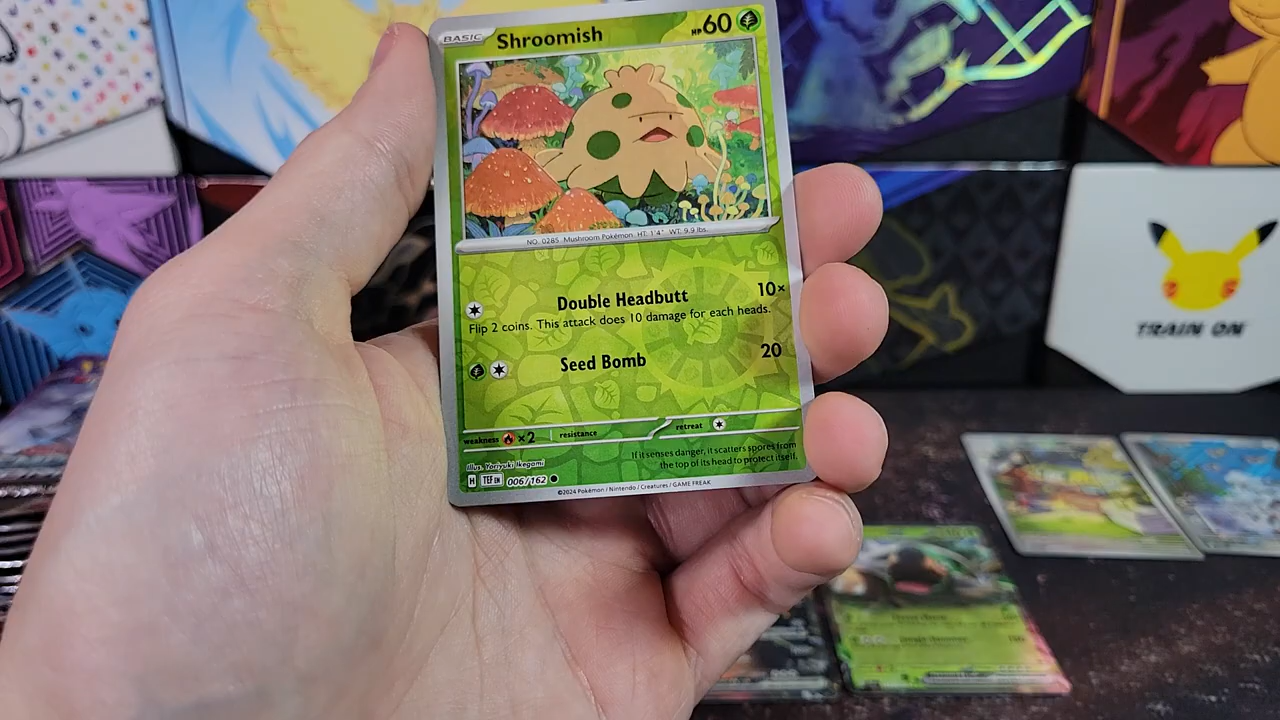 BASIC Shroomish HP60
NO. 0285 Mushroom Pokémon HT: 1'4" WT: 9.9 lbs.
Double Headbutt 10×
Flip 2 coins. This attack does 10 damage for each heads.
Seed Bomb 20
weakness ×2 resistance retreat
If it senses danger, it scatters spores from
the top of its head to protect itself.
Illus. Yoriyuki Ikegami
H TEF EN 006/162
©2024 Pokémon / Nintendo / Creatures / GAME FREAK
TRAIN ON